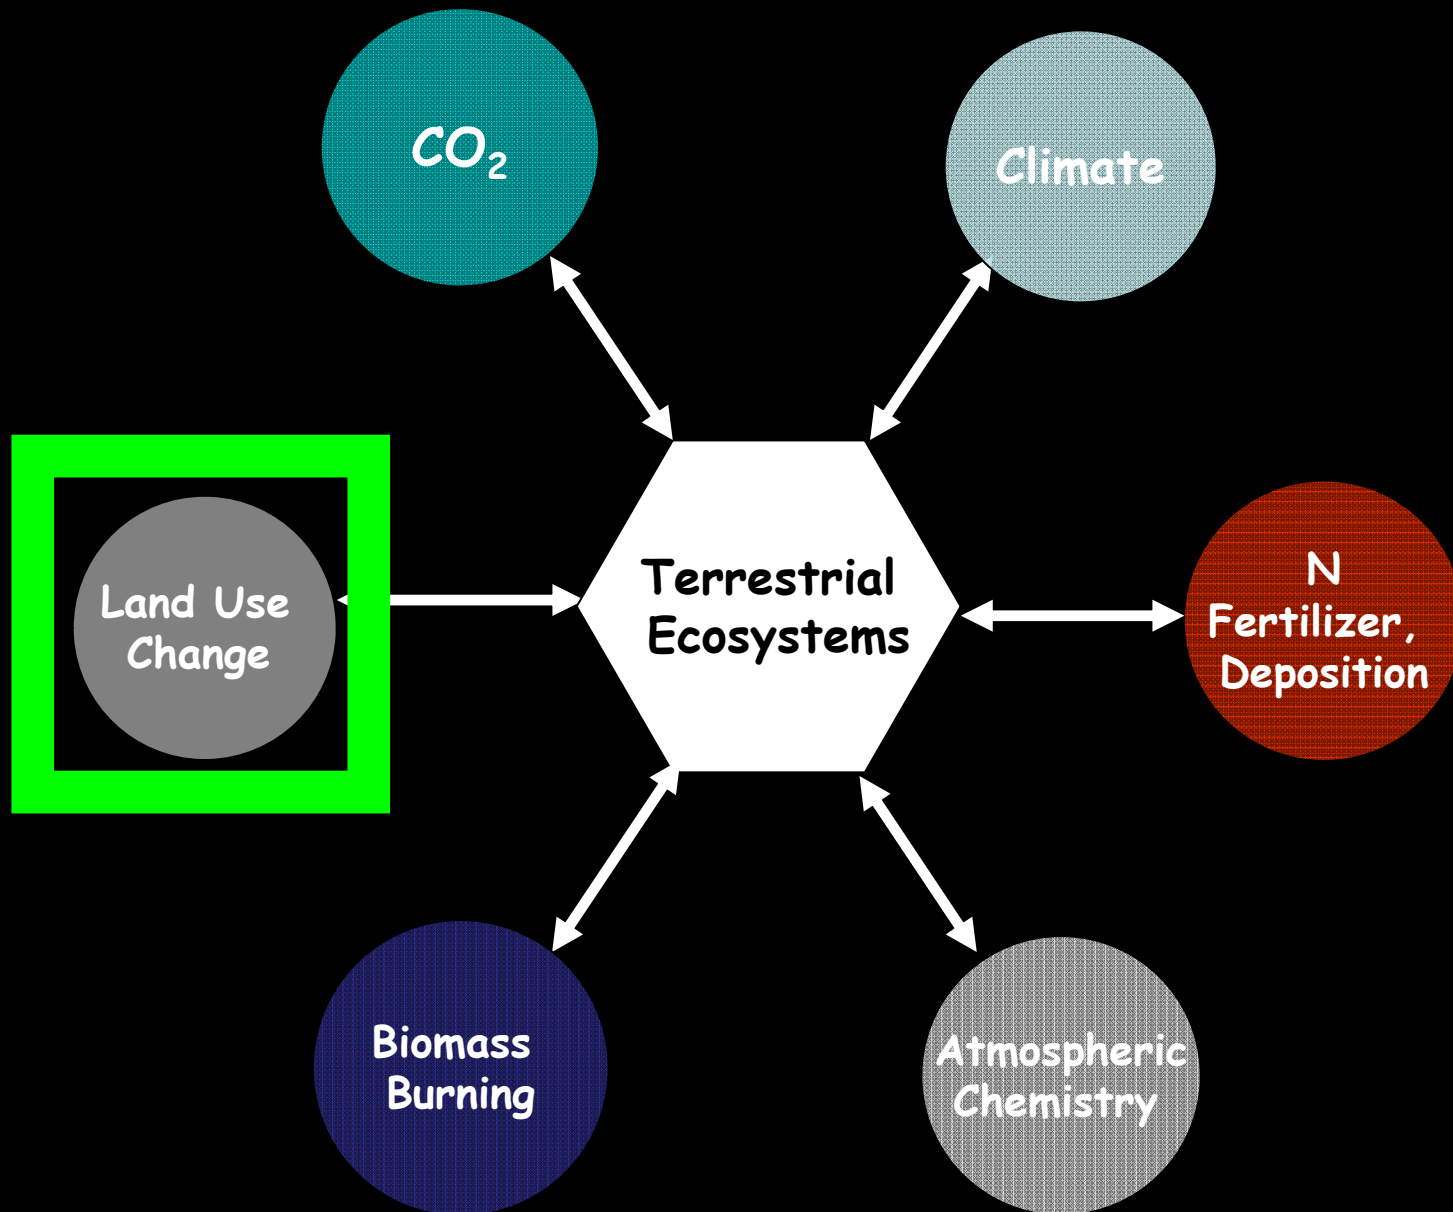 CO₂
Climate
Land Use
Change
Terrestrial
Ecosystems
N
Fertilizer,
Deposition
Biomass
Burning
Atmospheric
Chemistry